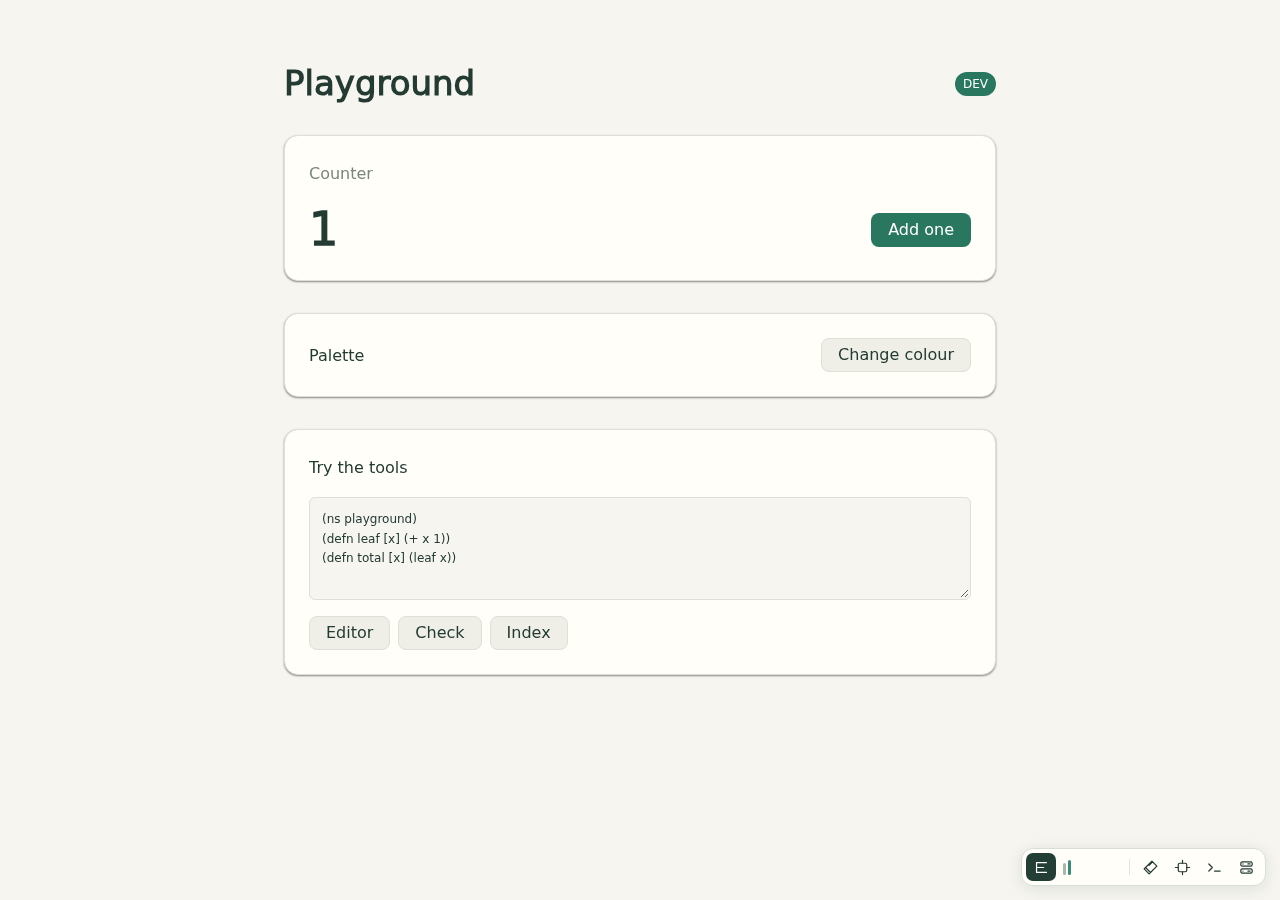 Playground
DEV
Counter
1
Add one
Palette
Change colour
Try the tools
(ns playground)
(defn leaf [x] (+ x 1))
(defn total [x] (leaf x))
Editor
Check
Index